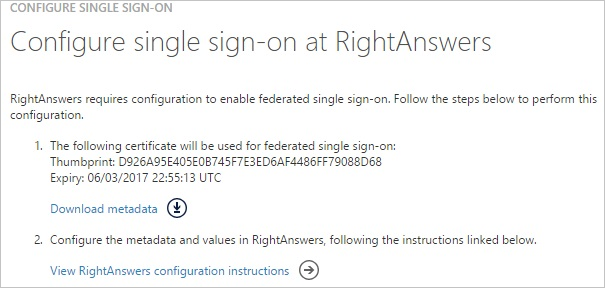 CONFIGURE SINGLE SIGN-ON
Configure single sign-on at RightAnswers
RightAnswers requires configuration to enable federated single sign-on. Follow the steps below to perform this
configuration.
1. The following certificate will be used for federated single sign-on:
Thumbprint: D926A95E405E0B745F7E3ED6AF4486FF79088D68
Expiry: 06/03/2017 22:55:13 UTC
Download metadata
2. Configure the metadata and values in RightAnswers, following the instructions linked below.
View RightAnswers configuration instructions